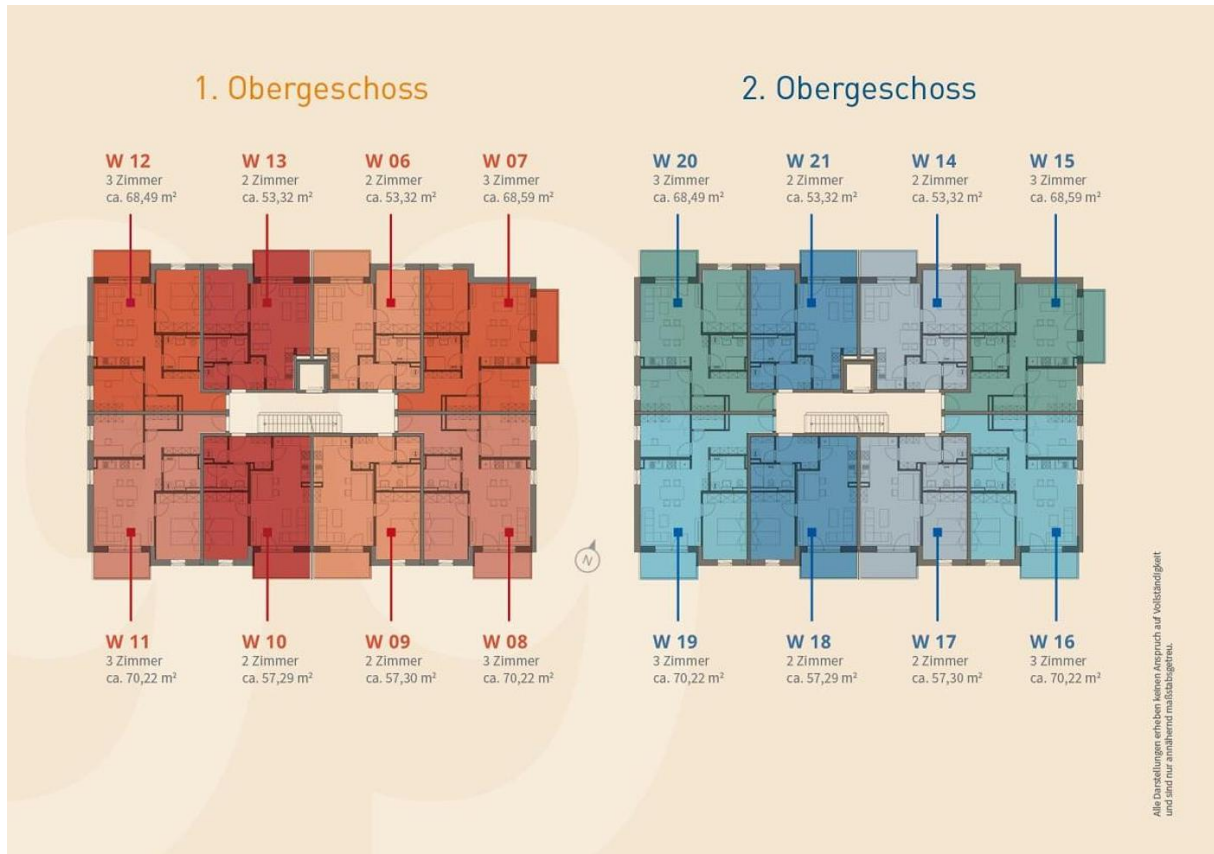 1. Obergeschoss
W 12
3 Zimmer
ca. 68,49 m²
W 13
2 Zimmer
ca. 53,32 m²
W 06
2 Zimmer
ca. 53,32 m²
W 07
3 Zimmer
ca. 68,59 m²
W 11
3 Zimmer
ca. 70,22 m²
W 10
2 Zimmer
ca. 57,29 m²
W 09
2 Zimmer
ca. 57,30 m²
W 08
3 Zimmer
ca. 70,22 m²
N
2. Obergeschoss
W 20
3 Zimmer
ca. 68,49 m²
W 21
2 Zimmer
ca. 53,32 m²
W 14
2 Zimmer
ca. 53,32 m²
W 15
3 Zimmer
ca. 68,59 m²
W 19
3 Zimmer
ca. 70,22 m²
W 18
2 Zimmer
ca. 57,29 m²
W 17
2 Zimmer
ca. 57,30 m²
W 16
3 Zimmer
ca. 70,22 m²
Alle Darstellungen erheben keinen Anspruch auf Vollständigkeit
und sind nur annähernd maßstabsgetreu.
99